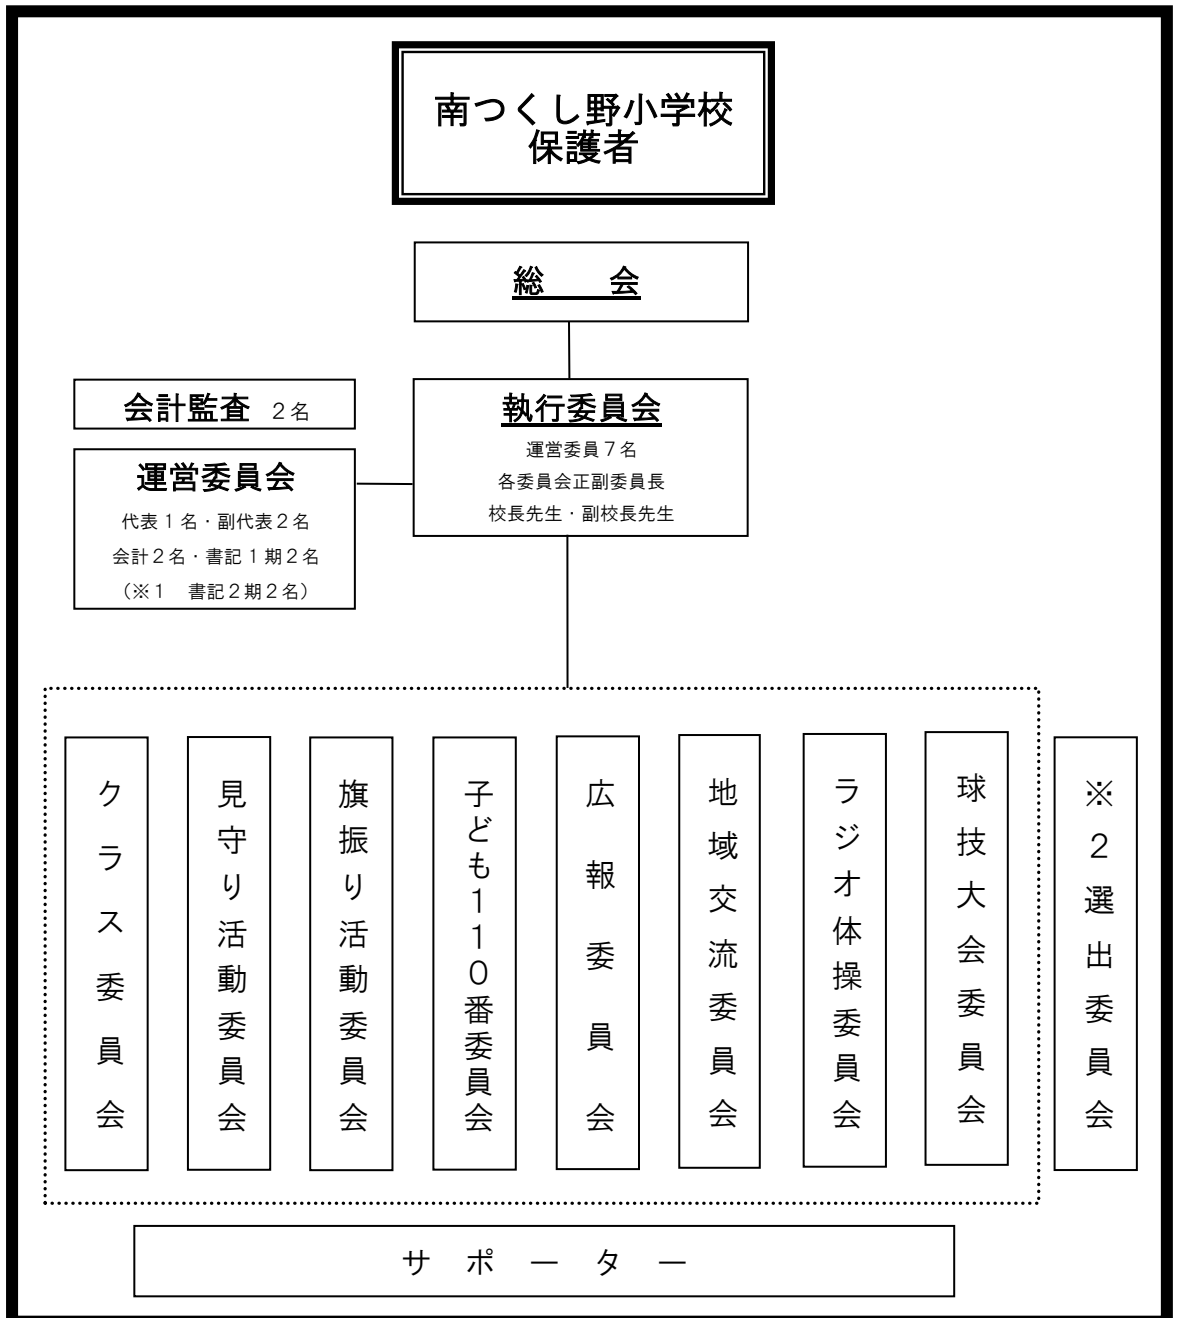 南つくし野小学校
保護者
総　　会
会計監査　２名
執行委員会
運営委員７名
各委員会正副委員長
校長先生・副校長先生
運営委員会
代表１名・副代表２名
会計２名・書記１期２名
（※１　書記２期２名）
クラス委員会
見守り活動委員会
旗振り活動委員会
子ども１１０番委員会
広報委員会
地域交流委員会
ラジオ体操委員会
球技大会委員会
※２選出委員会
サ　ポ　ー　タ　ー